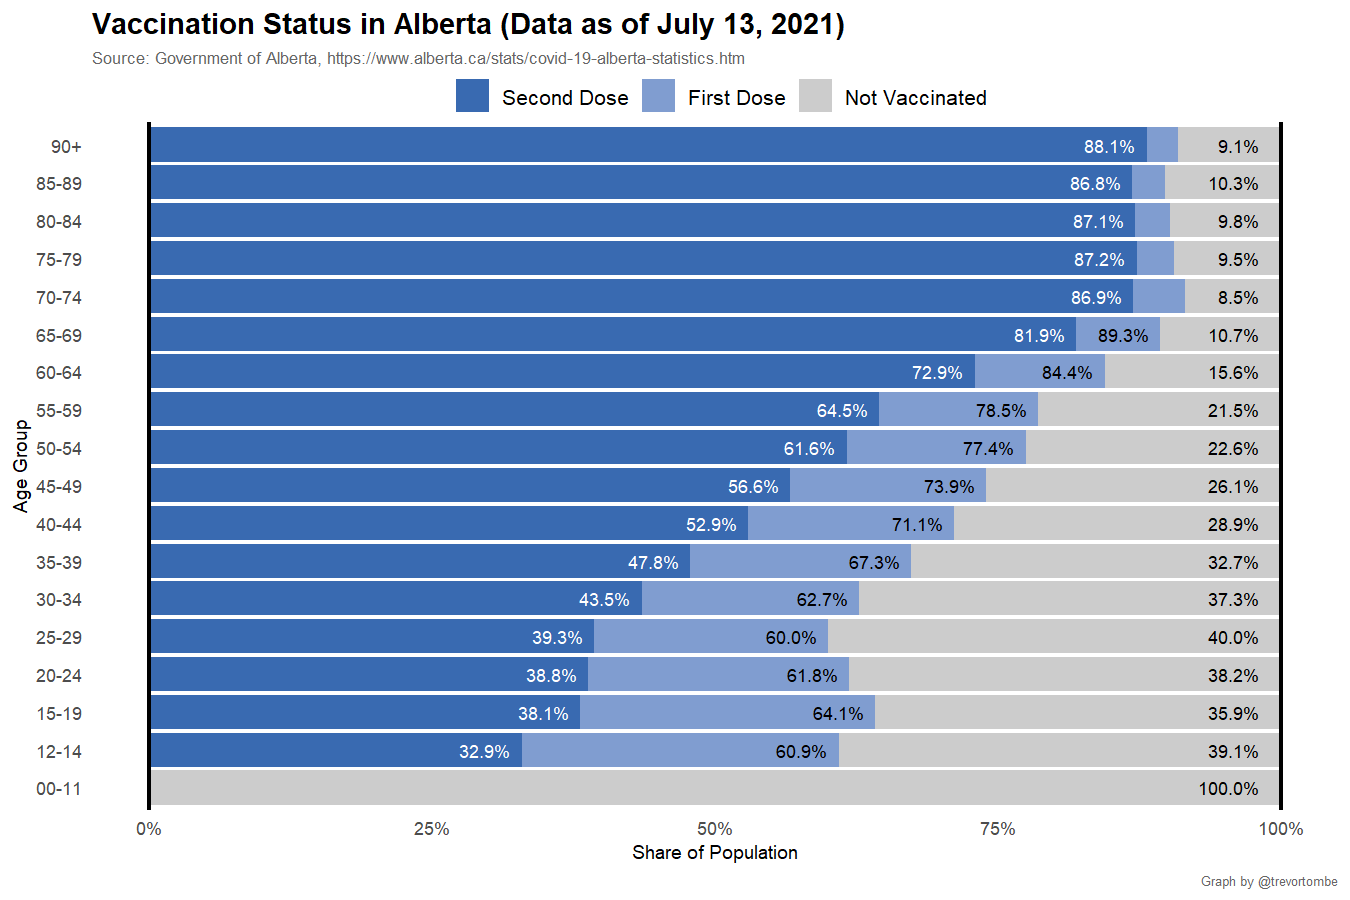 Vaccination Status in Alberta (Data as of July 13, 2021)
Source: Government of Alberta, https://www.alberta.ca/stats/covid-19-alberta-statistics.htm
Second Dose First Dose Not Vaccinated
90+ 88.1% 9.1%
85-89 86.8% 10.3%
80-84 87.1% 9.8%
75-79 87.2% 9.5%
70-74 86.9% 8.5%
65-69 81.9% 89.3% 10.7%
60-64 72.9% 84.4% 15.6%
55-59 64.5% 78.5% 21.5%
50-54 61.6% 77.4% 22.6%
45-49 56.6% 73.9% 26.1%
40-44 52.9% 71.1% 28.9%
35-39 47.8% 67.3% 32.7%
30-34 43.5% 62.7% 37.3%
25-29 39.3% 60.0% 40.0%
20-24 38.8% 61.8% 38.2%
15-19 38.1% 64.1% 35.9%
12-14 32.9% 60.9% 39.1%
00-11 100.0%
Age Group
0% 25% 50% 75% 100%
Share of Population
Graph by @trevortombe